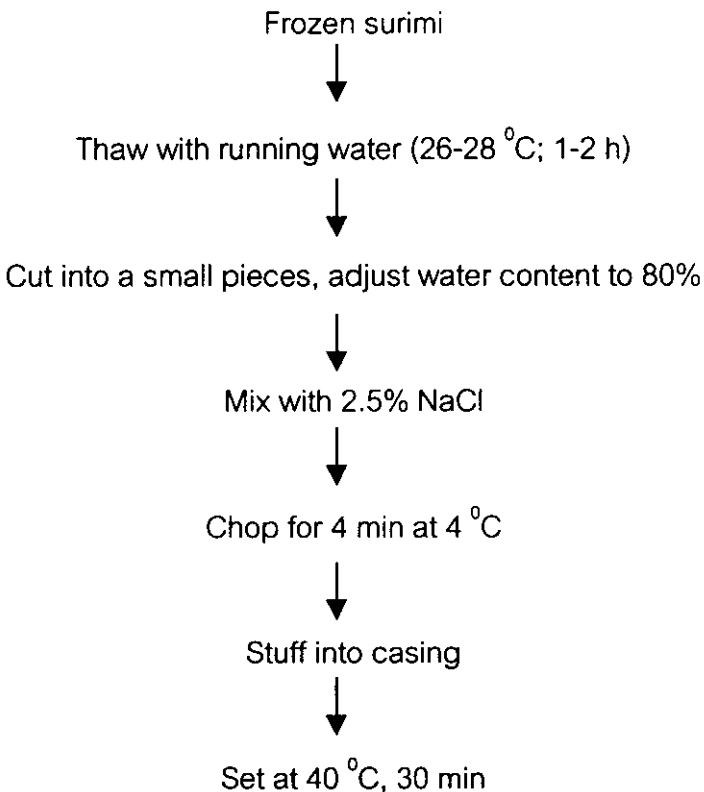 Frozen surimi
Thaw with running water (26-28 °C; 1-2 h)
Cut into a small pieces, adjust water content to 80%
Mix with 2.5% NaCl
Chop for 4 min at 4 °C
Stuff into casing
Set at 40 °C, 30 min